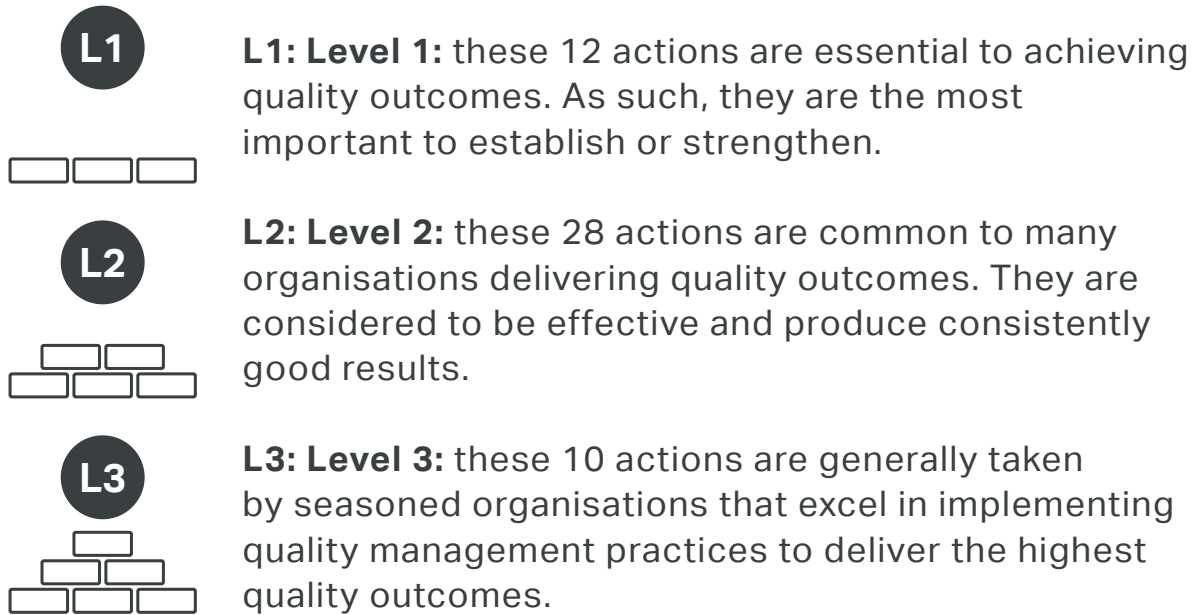 L1
L1: Level 1: these 12 actions are essential to achieving
quality outcomes. As such, they are the most
important to establish or strengthen.
L2
L2: Level 2: these 28 actions are common to many
organisations delivering quality outcomes. They are
considered to be effective and produce consistently
good results.
L3
L3: Level 3: these 10 actions are generally taken
by seasoned organisations that excel in implementing
quality management practices to deliver the highest
quality outcomes.